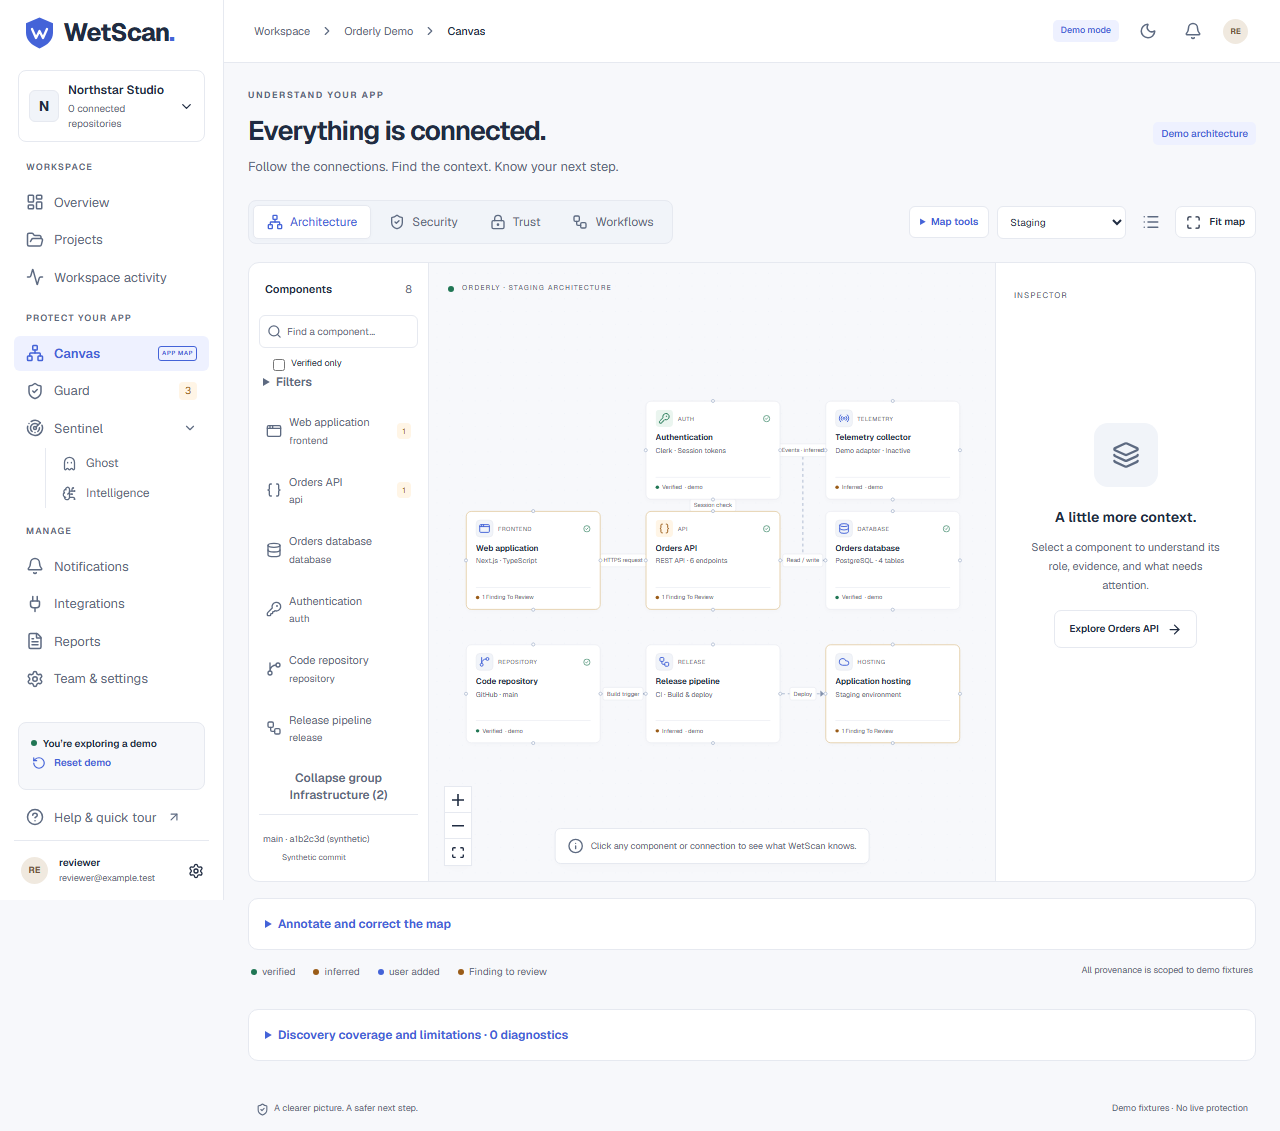 WetScan.
N
Northstar Studio
0 connected
repositories
WORKSPACE
Overview
Projects
Workspace activity
PROTECT YOUR APP
Canvas
APP MAP
Guard
3
Sentinel
Ghost
Intelligence
MANAGE
Notifications
Integrations
Reports
Team & settings
You're exploring a demo
Reset demo
Help & quick tour
RE
reviewer
reviewer@example.test
Workspace
Orderly Demo
Canvas
Demo mode
RE
UNDERSTAND YOUR APP
Everything is connected.
Follow the connections. Find the context. Know your next step.
Demo architecture
Architecture
Security
Trust
Workflows
Map tools
Staging
Fit map
Components
8
Find a component...
Verified only
Filters
Web application
frontend
1
Orders API
api
1
Orders database
database
Authentication
auth
Code repository
repository
Release pipeline
release
Collapse group
Infrastructure (2)
main · a1b2c3d (synthetic)
Synthetic commit
ORDERLY · STAGING ARCHITECTURE
AUTH
Authentication
Clerk · Session tokens
Verified · demo
Events · inferred
TELEMETRY
Telemetry collector
Demo adapter · Inactive
Inferred · demo
Session check
FRONTEND
Web application
Next.js · TypeScript
1 Finding To Review
HTTPS request
API
Orders API
REST API · 6 endpoints
1 Finding To Review
Read / write
DATABASE
Orders database
PostgreSQL · 4 tables
Verified · demo
REPOSITORY
Code repository
GitHub · main
Verified · demo
Build trigger
RELEASE
Release pipeline
CI · Build & deploy
Inferred · demo
Deploy
HOSTING
Application hosting
Staging environment
1 Finding To Review
Click any component or connection to see what WetScan knows.
INSPECTOR
A little more context.
Select a component to understand its
role, evidence, and what needs
attention.
Explore Orders API
Annotate and correct the map
verified
inferred
user added
Finding to review
All provenance is scoped to demo fixtures
Discovery coverage and limitations · 0 diagnostics
A clearer picture. A safer next step.
Demo fixtures · No live protection